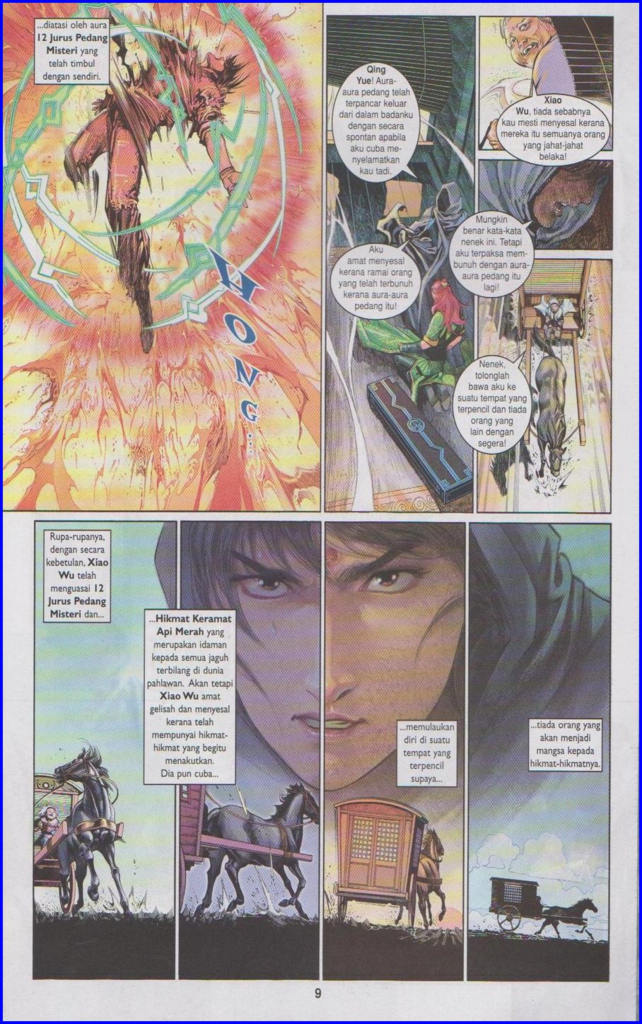 ...diatasi oleh aura
12 Jurus Pedang
Misteri yang
telah timbul
dengan sendiri.
HONG...
Qing
Yue! Aura-
aura pedang telah
terpancar keluar
dari dalam badanku
dengan secara
spontan apabila
aku cuba me-
nyelamatkan
kau tadi.
Aku
amat menyesal
kerana ramai orang
yang telah terbunuh
kerana aura-aura
pedang itu!
Xiao
Wu, tiada sebabnya
kau mesti menyesal kerana
mereka itu semuanya orang
yang jahat-jahat
belaka!
Mungkin
benar kata-kata
nenek ini. Tetapi
aku terpaksa mem-
bunuh dengan aura-
aura pedang itu
lagi!
Nenek,
tolonglah
bawa aku ke
suatu tempat yang
terpencil dan tiada
orang yang
lain dengan
segera!
Rupa-rupanya,
dengan secara
kebetulan, Xiao
Wu telah
menguasai 12
Jurus Pedang
Misteri dan...
...Hikmat Keramat
Api Merah yang
merupakan idaman
kepada semua jaguh
terbilang di dunia
pahlawan. Akan tetapi
Xiao Wu amat
gelisah dan menyesal
kerana telah
mempunyai hikmat-
hikmat yang begitu
menakutkan.
Dia pun cuba...
...memulaukan
diri di suatu
tempat yang
terpencil
supaya...
...tiada orang yang
akan menjadi
mangsa kepada
hikmat-hikmatnya.
9